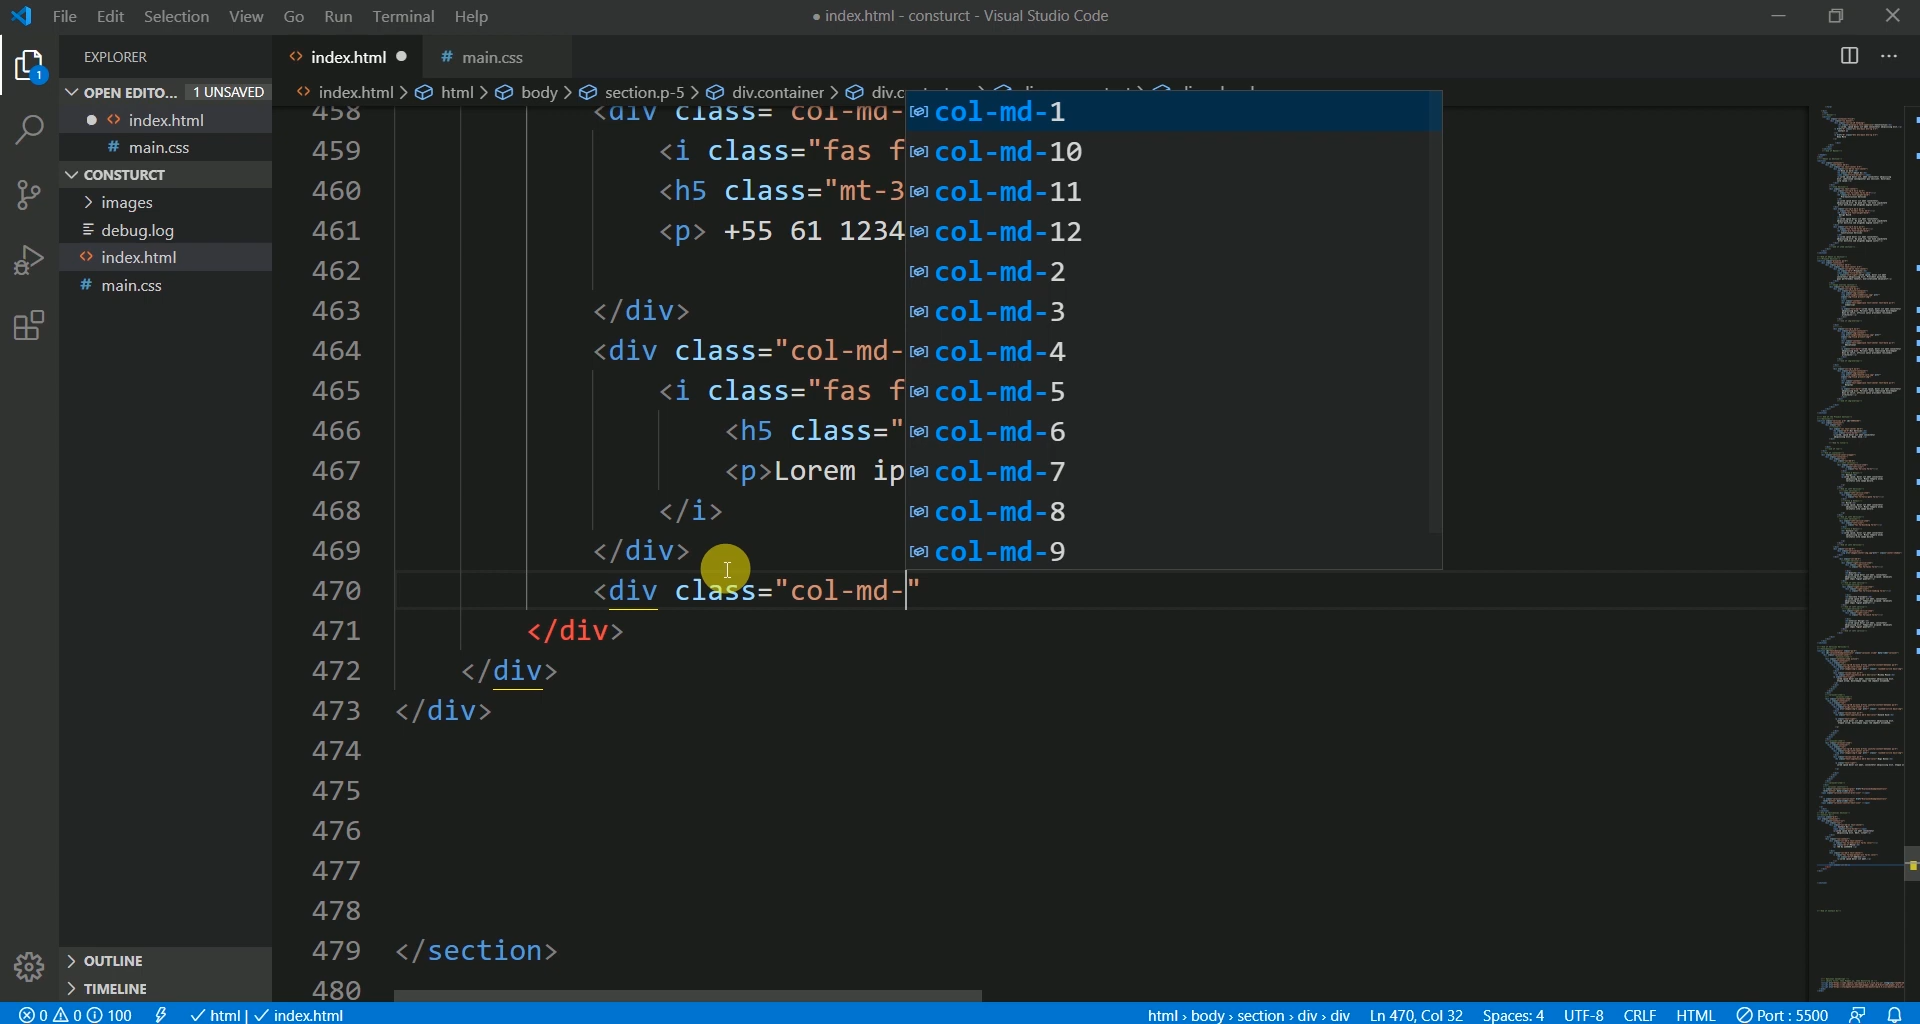 File Edit Selection View Go Run Terminal Help
● index.html - consturct - Visual Studio Code
EXPLORER
OPEN EDITO... 1 UNSAVED
index.html
main.css
CONSTURCT
images
debug.log
index.html
main.css
OUTLINE
TIMELINE
1
index.html
main.css
index.html > html > body > section.p-5 > div.container > div.c
458 <div class="col-md-
459 <i class="fas f
460 <h5 class="mt-3
461 <p> +55 61 1234
462
463 </div>
464 <div class="col-md-
465 <i class="fas f
466 <h5 class="
467 <p>Lorem ip
468 </i>
469 </div>
470 <div class="col-md-"
471 </div>
472 </div>
473 </div>
474
475
476
477
478
479 </section>
480
col-md-1
col-md-10
col-md-11
col-md-12
col-md-2
col-md-3
col-md-4
col-md-5
col-md-6
col-md-7
col-md-8
col-md-9
0 0 100 html | index.html
html › body › section › div › div Ln 470, Col 32 Spaces: 4 UTF-8 CRLF HTML Port : 5500